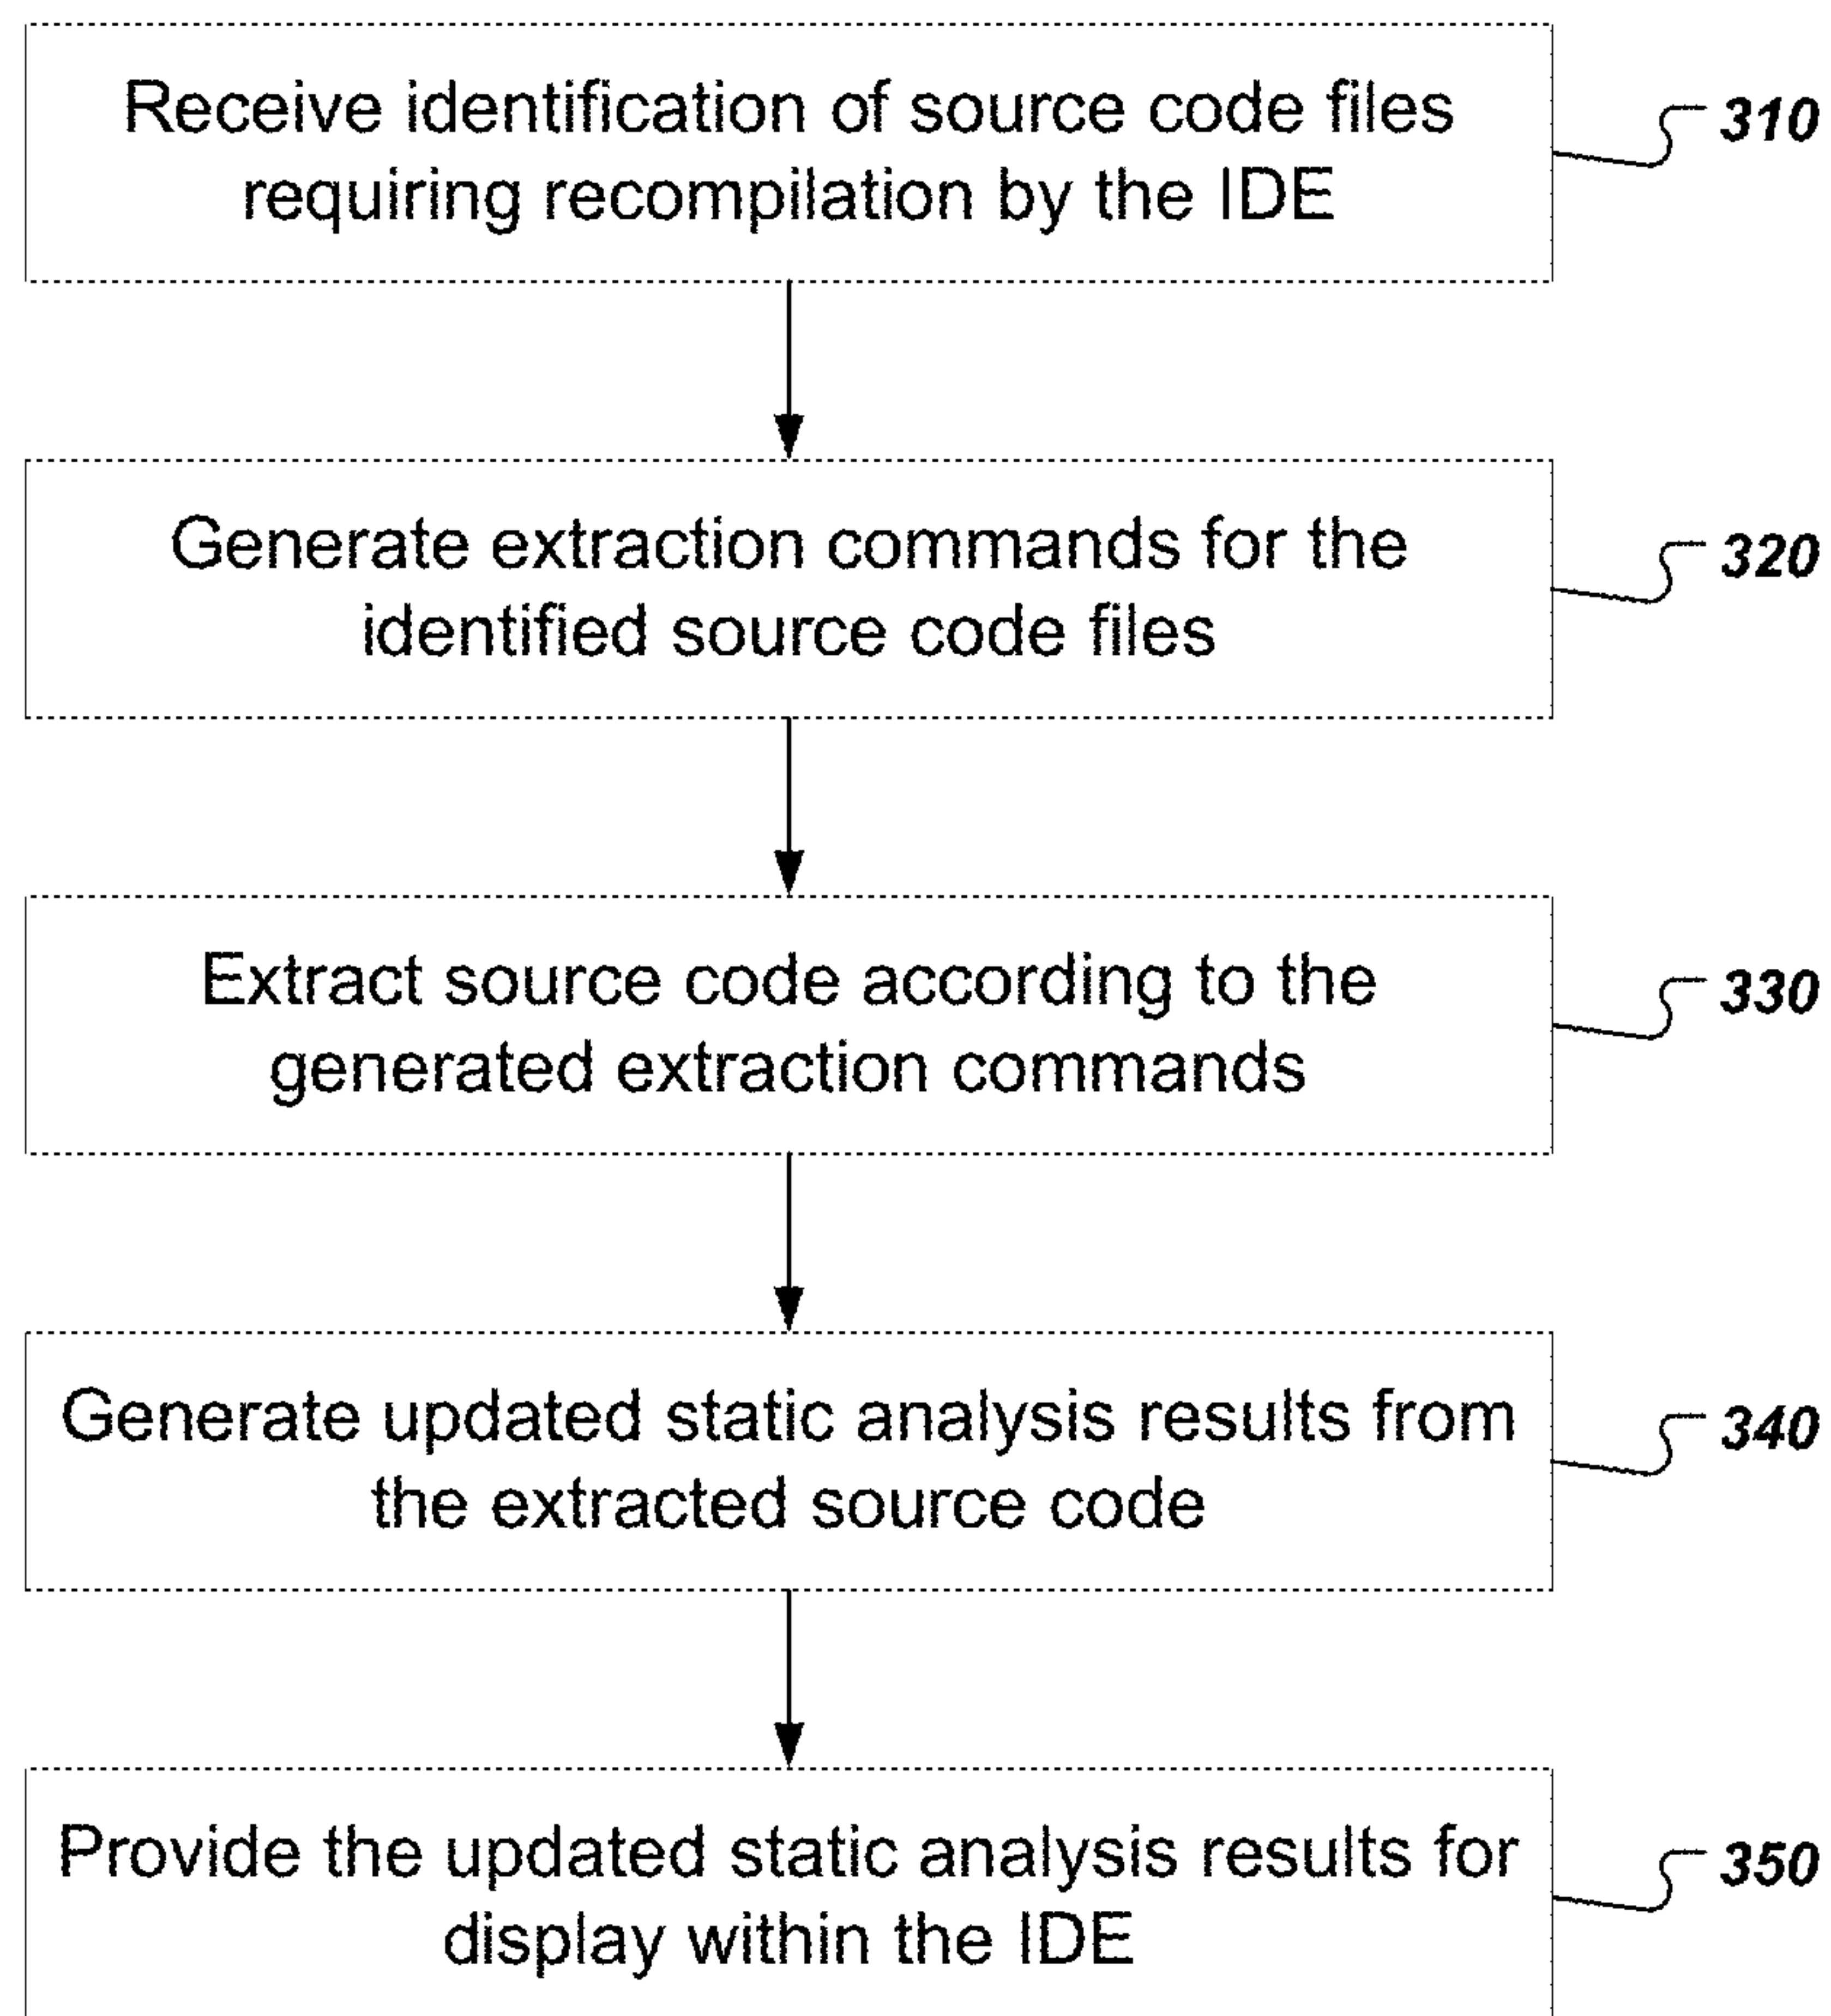 Receive identification of source code files
requiring recompilation by the IDE
310
Generate extraction commands for the
identified source code files
320
Extract source code according to the
generated extraction commands
330
Generate updated static analysis results from
the extracted source code
340
Provide the updated static analysis results for
display within the IDE
350